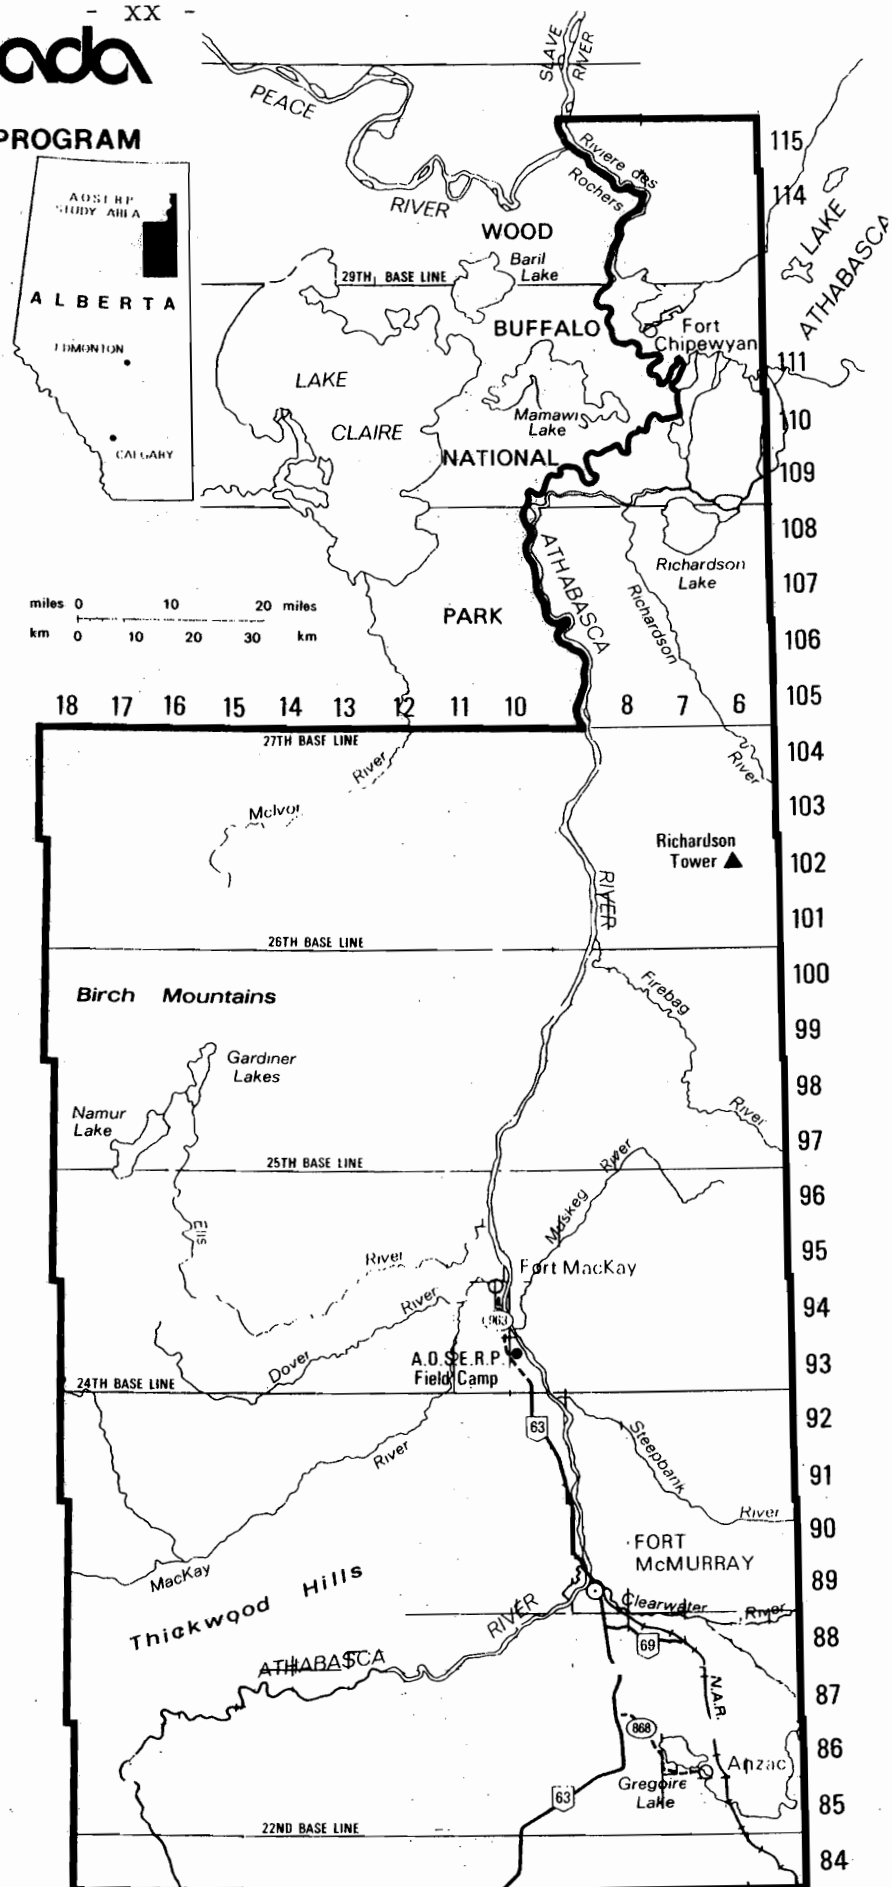 - XX -
ada
PROGRAM
SLAVE
RIVER
PEACE
RIVER
Riviere des
Rochers
115
114
A O S E R P
STUDY AREA
ALBERTA
EDMONTON
CALGARY
WOOD
Baril
Lake
29TH BASE LINE
BUFFALO
Fort
Chipewyan
LAKE
ATHABASCA
111
110
109
108
107
106
105
LAKE
CLAIRE
Mamawi
Lake
NATIONAL
ATHABASCA
Richardson
Lake
Richardson
River
PARK
miles 0 10 20 miles
km 0 10 20 30 km
18 17 16 15 14 13 12 11 10 8 7 6
27TH BASE LINE
104
River
McIvor
103
Richardson
Tower
102
RIVER
101
26TH BASE LINE
100
Birch Mountains
Firebag
River
99
Gardiner
Lakes
98
Namur
Lake
97
25TH BASE LINE
96
Muskeg River
Ells
River
95
Fort MacKay
94
River
Dover
963
A.O.S.E.R.P.
Field Camp
93
24TH BASE LINE
92
63
Steepbank
River
91
River
MacKay
90
FORT
McMURRAY
89
Thickwood Hills
Clearwater River
RIVER
ATHABASCA
88
69
N.A.R.
87
868
86
Anzac
Gregoire
Lake
85
63
22ND BASE LINE
84